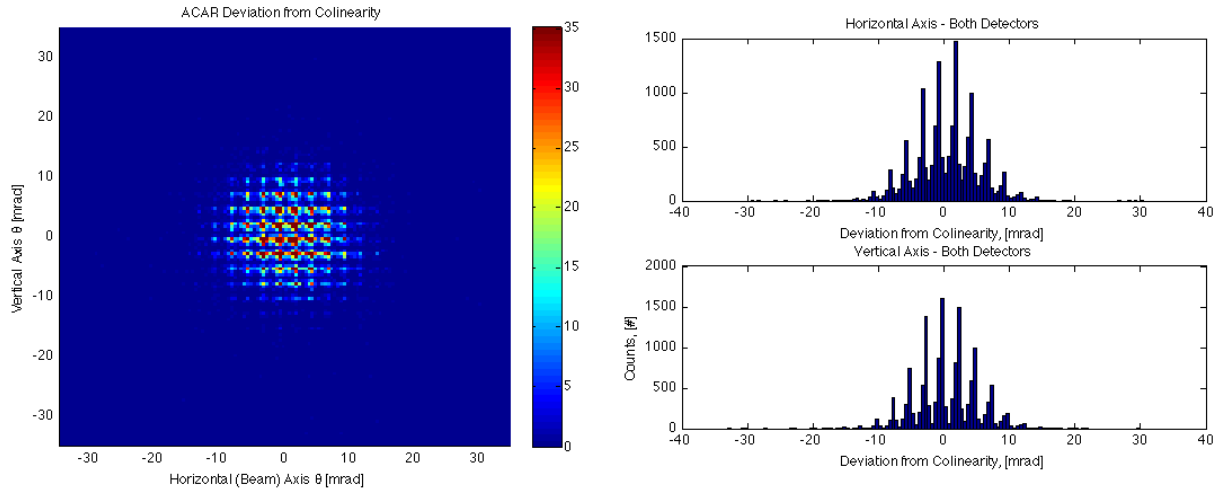 ACAR Deviation from Colinearity
30
20
10
0
-10
-20
-30
Vertical Axis θ [mrad]
-30 -20 -10 0 10 20 30
Horizontal (Beam) Axis θ [mrad]
35
30
25
20
15
10
5
0
Horizontal Axis - Both Detectors
1500
1000
500
0
-40 -30 -20 -10 0 10 20 30 40
Deviation from Colinearity, [mrad]
Vertical Axis - Both Detectors
2000
1500
1000
500
0
Counts, [#]
-40 -30 -20 -10 0 10 20 30 40
Deviation from Colinearity, [mrad]